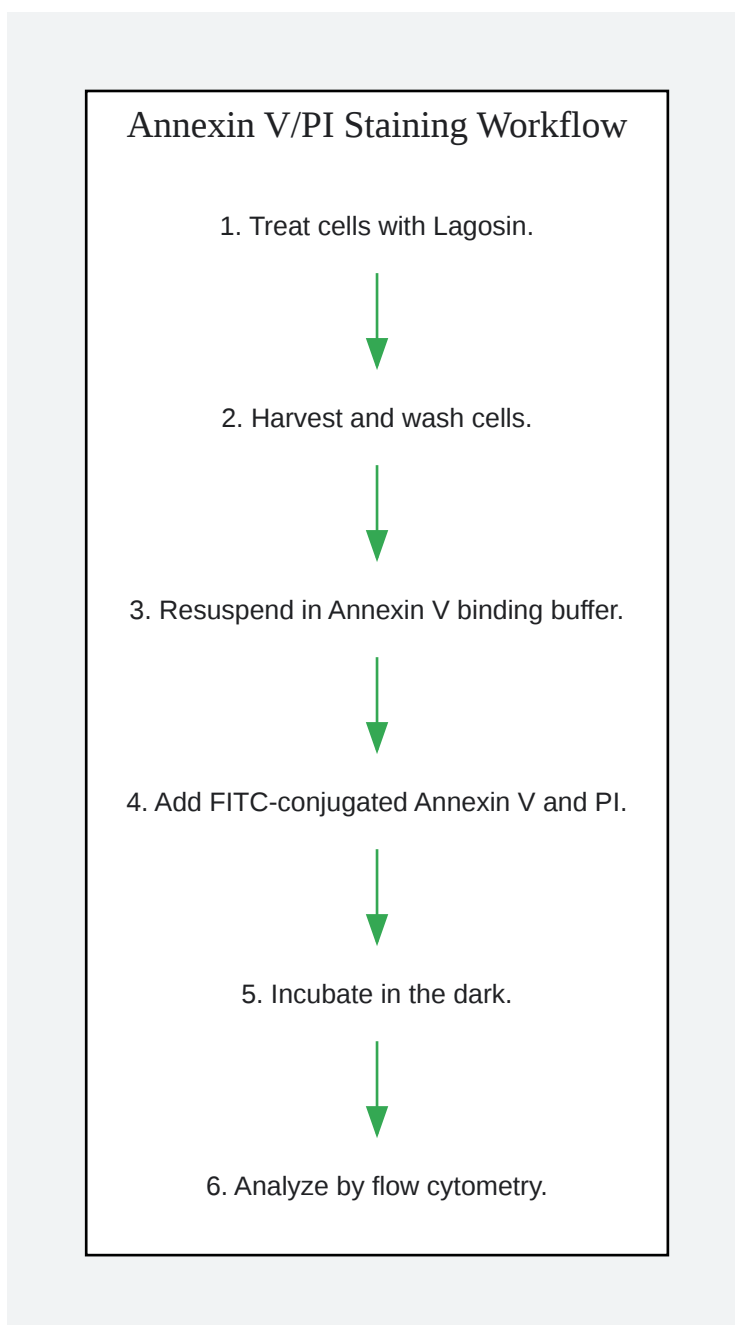 Annexin V/PI Staining Workflow
1. Treat cells with Lagosin.
2. Harvest and wash cells.
3. Resuspend in Annexin V binding buffer.
4. Add FITC-conjugated Annexin V and PI.
5. Incubate in the dark.
6. Analyze by flow cytometry.